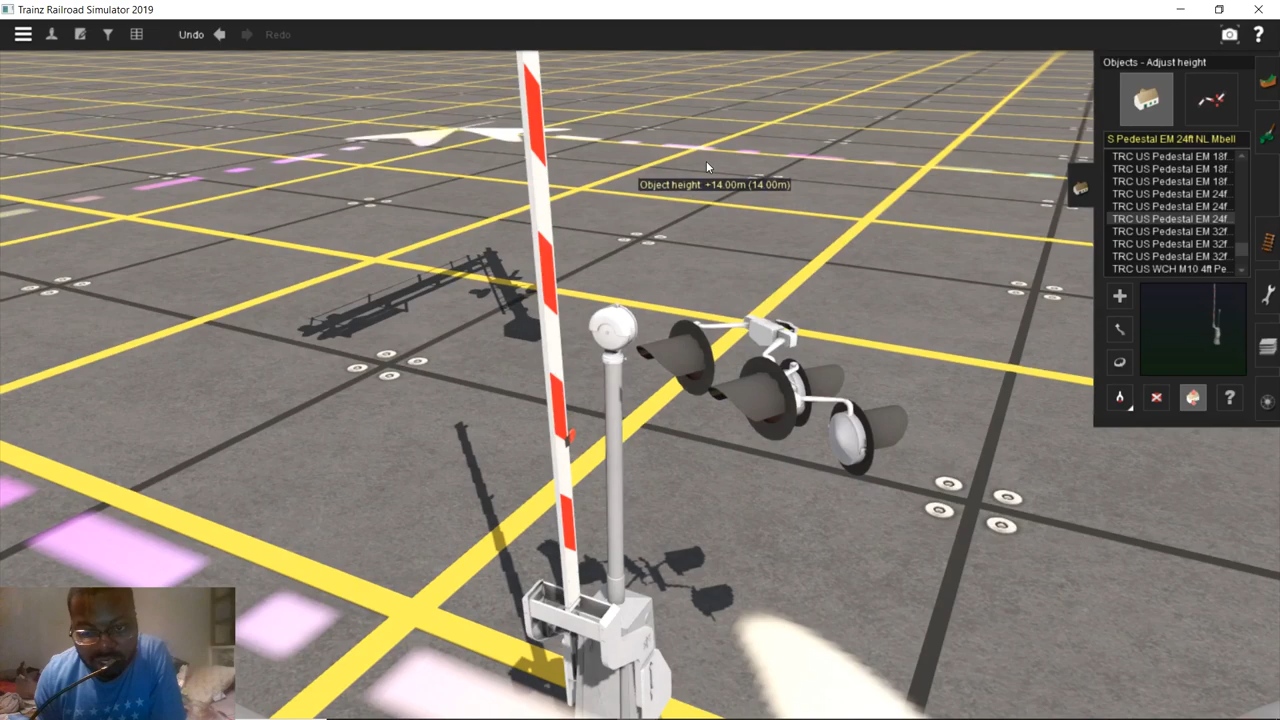 Trainz Railroad Simulator 2019
Undo
Redo
?
Objects - Adjust height
S Pedestal EM 24ft NL Mbell
TRC US Pedestal EM 18f...
TRC US Pedestal EM 18f...
TRC US Pedestal EM 18f...
TRC US Pedestal EM 24f...
TRC US Pedestal EM 24f...
TRC US Pedestal EM 24f...
TRC US Pedestal EM 32f...
TRC US Pedestal EM 32f...
TRC US Pedestal EM 32f...
TRC US WCH M10 4ft Pe...
?
Object height: +14.00m (14.00m)